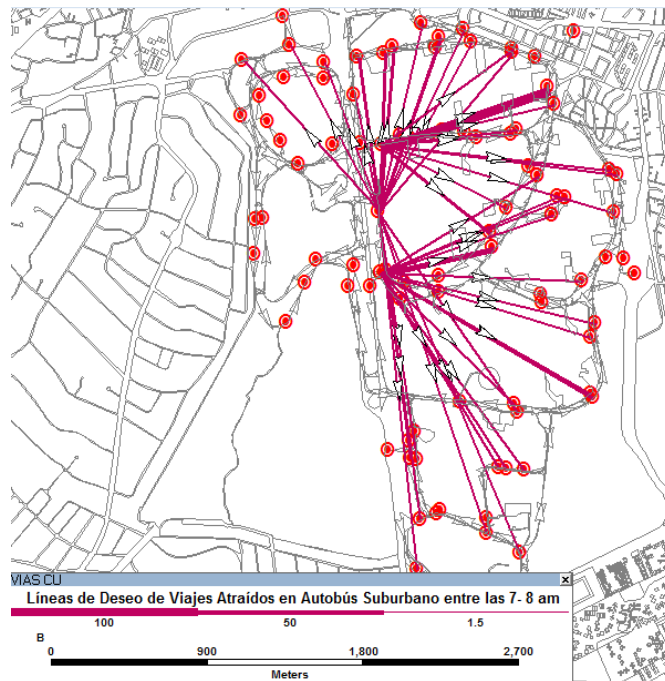 VIAS CU
Líneas de Deseo de Viajes Atraídos en Autobús Suburbano entre las 7- 8 am
100 50 1.5
B
0 900 1,800 2,700
Meters